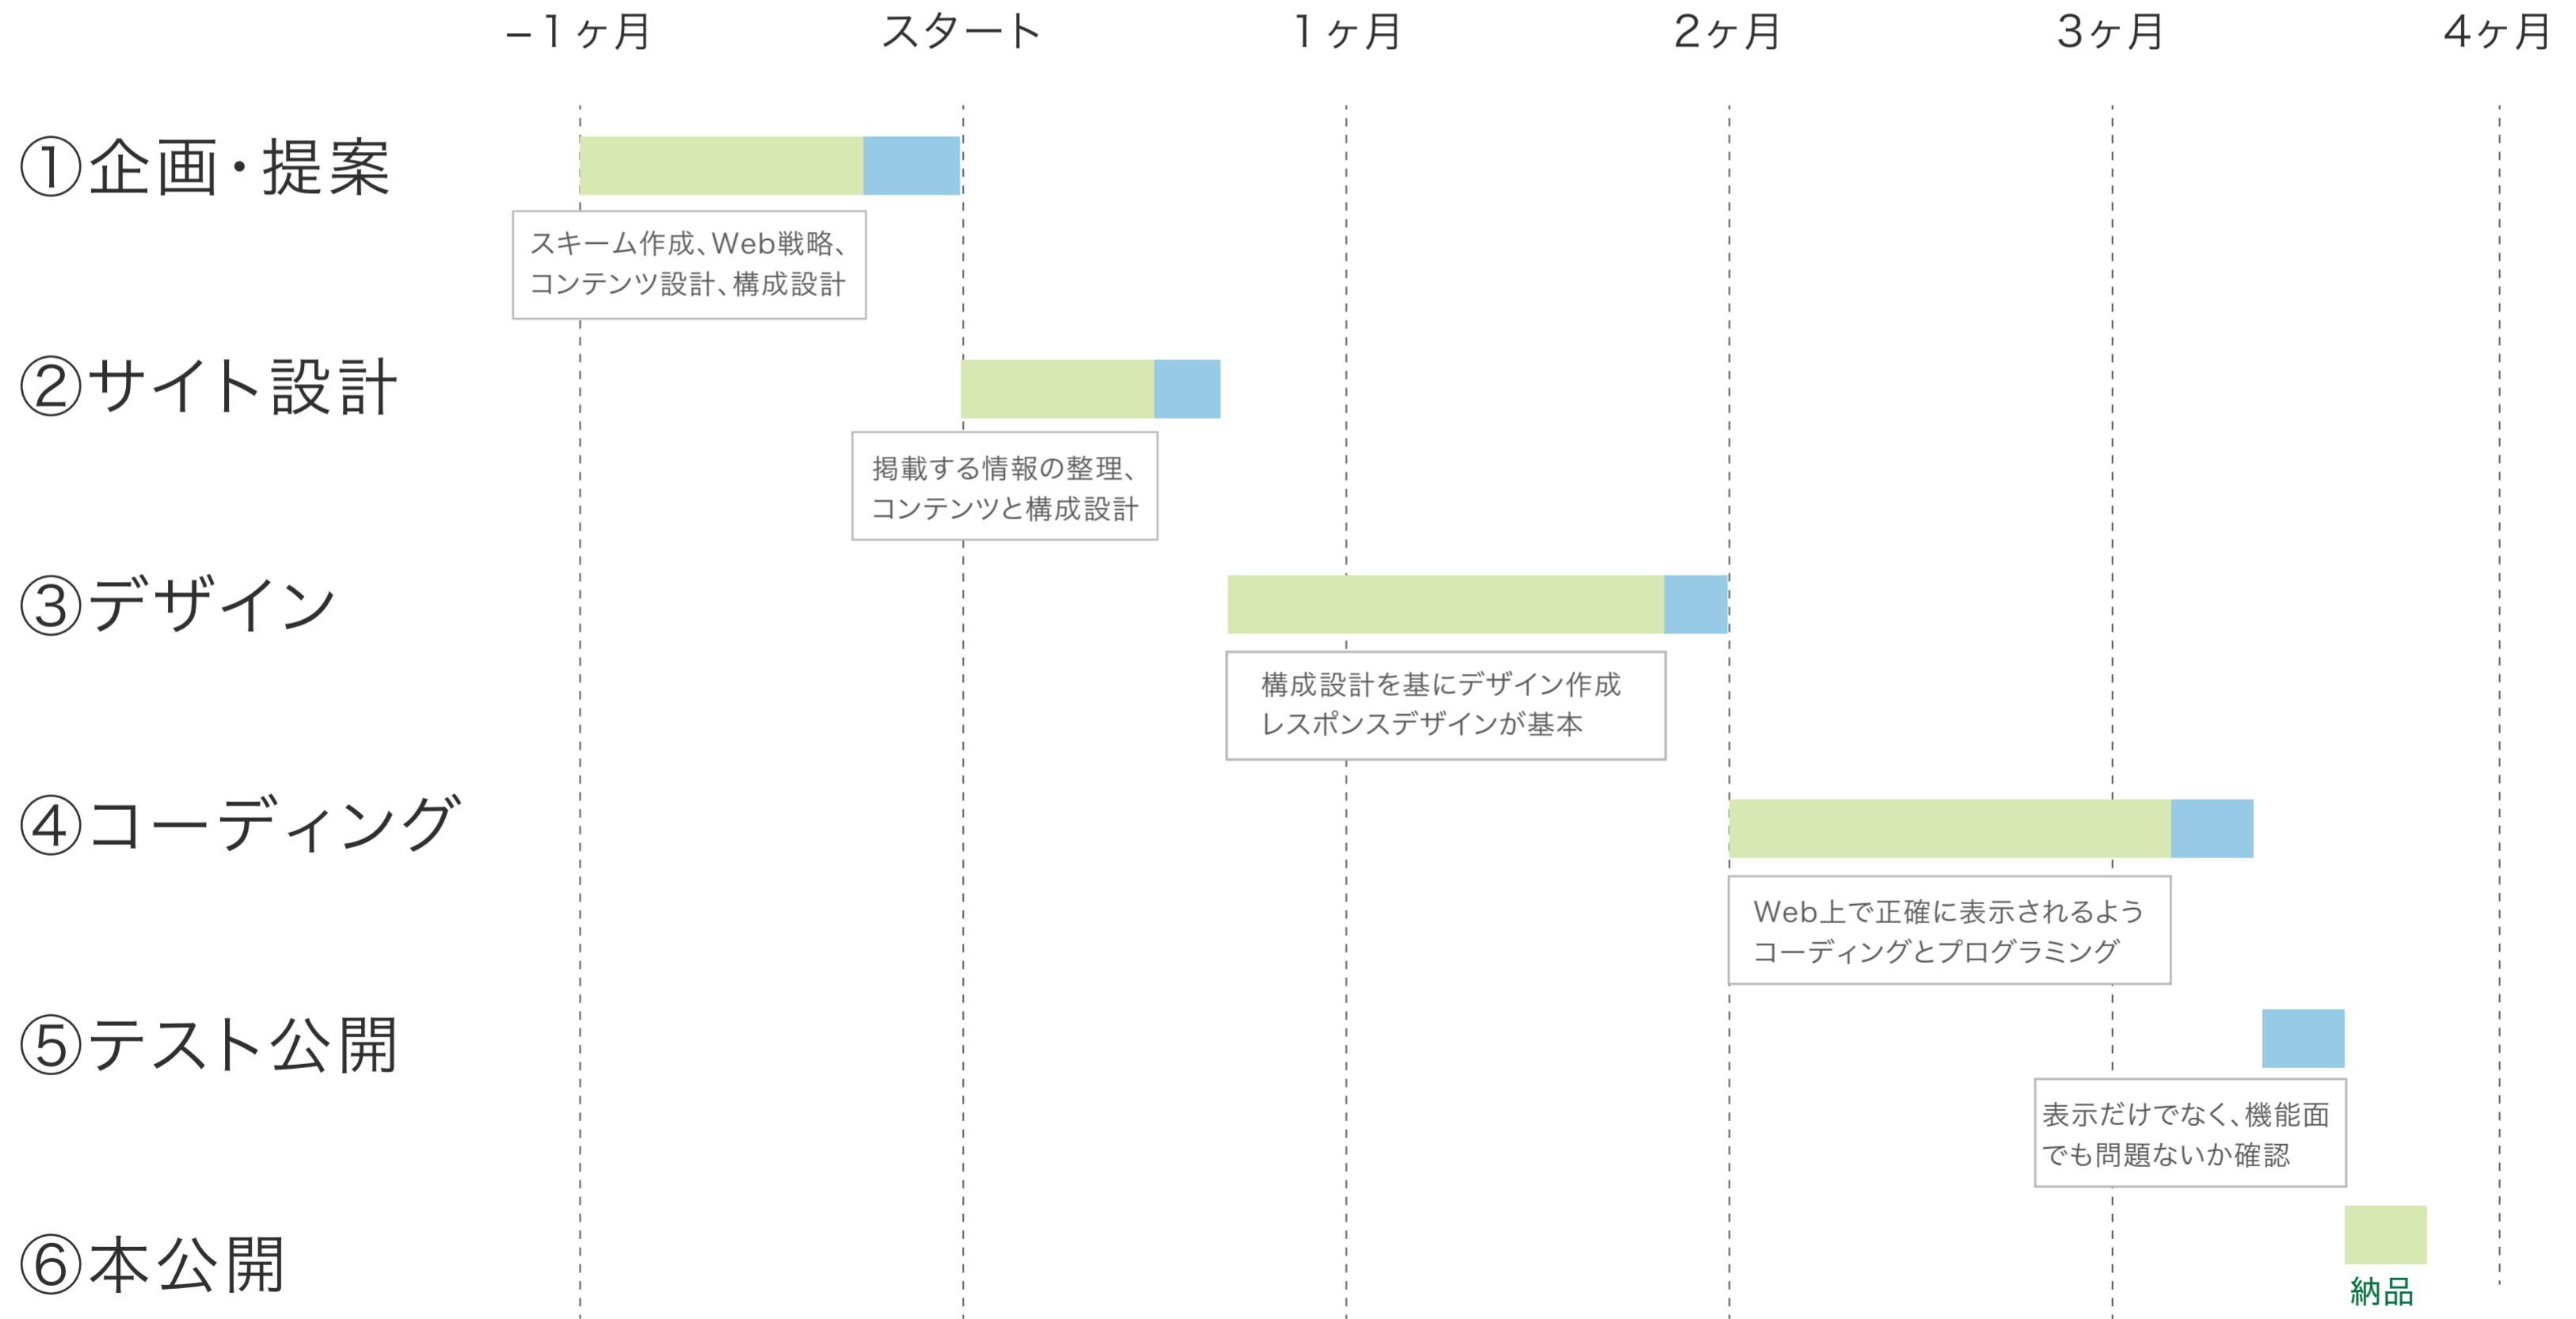 −1ヶ月 スタート 1ヶ月 2ヶ月 3ヶ月 4ヶ月
①企画・提案
スキーム作成、Web戦略、
コンテンツ設計、構成設計
②サイト設計
掲載する情報の整理、
コンテンツと構成設計
③デザイン
構成設計を基にデザイン作成
レスポンスデザインが基本
④コーディング
Web上で正確に表示されるよう
コーディングとプログラミング
⑤テスト公開
表示だけでなく、機能面
でも問題ないか確認
⑥本公開
納品